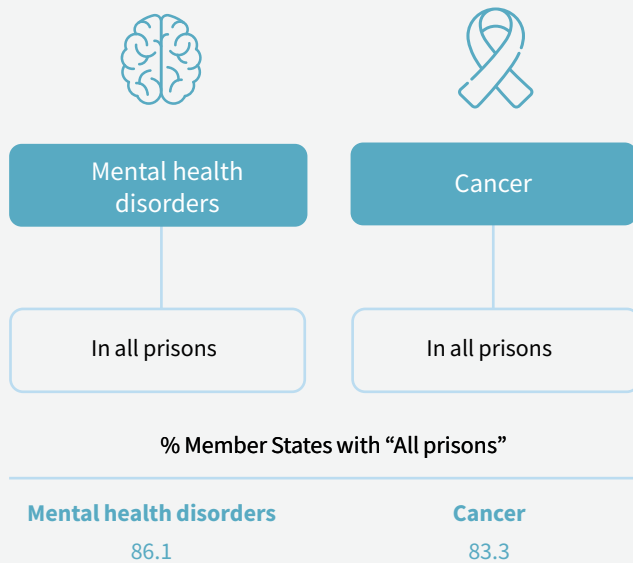 Mental health
disorders
Cancer
In all prisons
In all prisons
% Member States with “All prisons”
Mental health disorders
Cancer
86.1
83.3